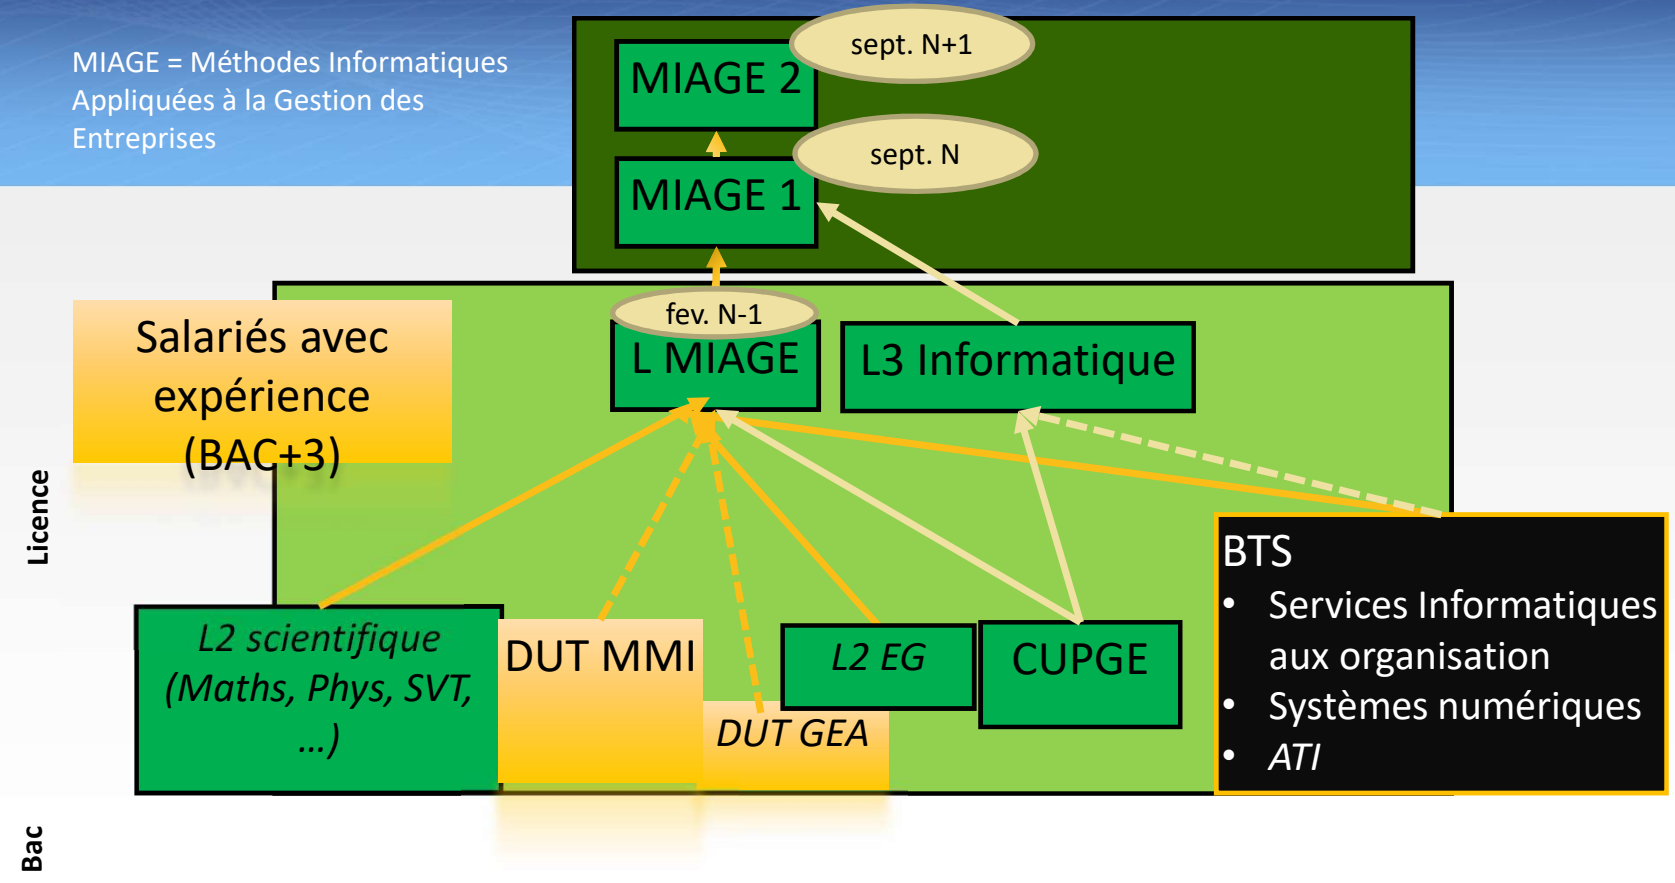 MIAGE = Méthodes Informatiques
Appliquées à la Gestion des
Entreprises
sept. N+1
MIAGE 2
sept. N
MIAGE 1
fev. N-1
L MIAGE
L3 Informatique
Salariés avec
expérience
(BAC+3)
Licence
L2 scientifique
(Maths, Phys, SVT,
…)
DUT MMI
DUT GEA
L2 EG
CUPGE
BTS
• Services Informatiques
aux organisation
• Systèmes numériques
• ATI
Bac